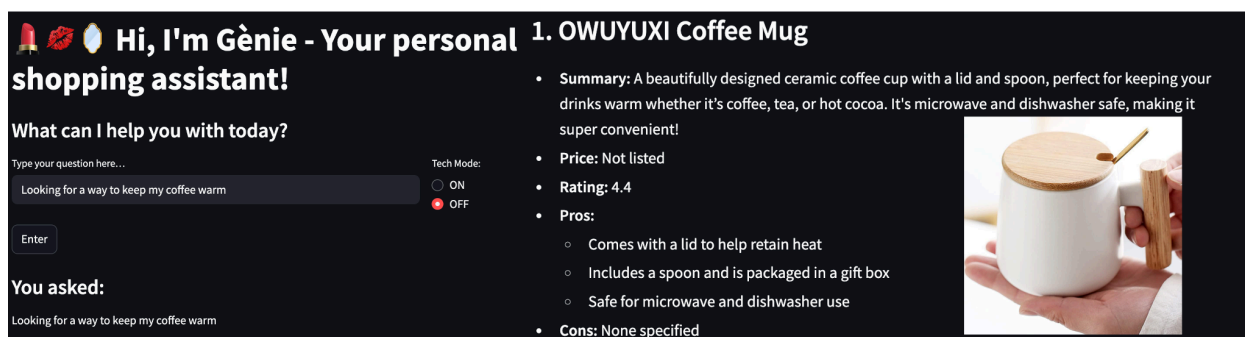 Hi, I'm Gènie - Your personal
shopping assistant!
What can I help you with today?
Type your question here...
Tech Mode:
Looking for a way to keep my coffee warm
ON
OFF
Enter
You asked:
Looking for a way to keep my coffee warm
1. OWUYUXI Coffee Mug
• Summary: A beautifully designed ceramic coffee cup with a lid and spoon, perfect for keeping your
drinks warm whether it’s coffee, tea, or hot cocoa. It's microwave and dishwasher safe, making it
super convenient!
• Price: Not listed
• Rating: 4.4
• Pros:
◦ Comes with a lid to help retain heat
◦ Includes a spoon and is packaged in a gift box
◦ Safe for microwave and dishwasher use
• Cons: None specified